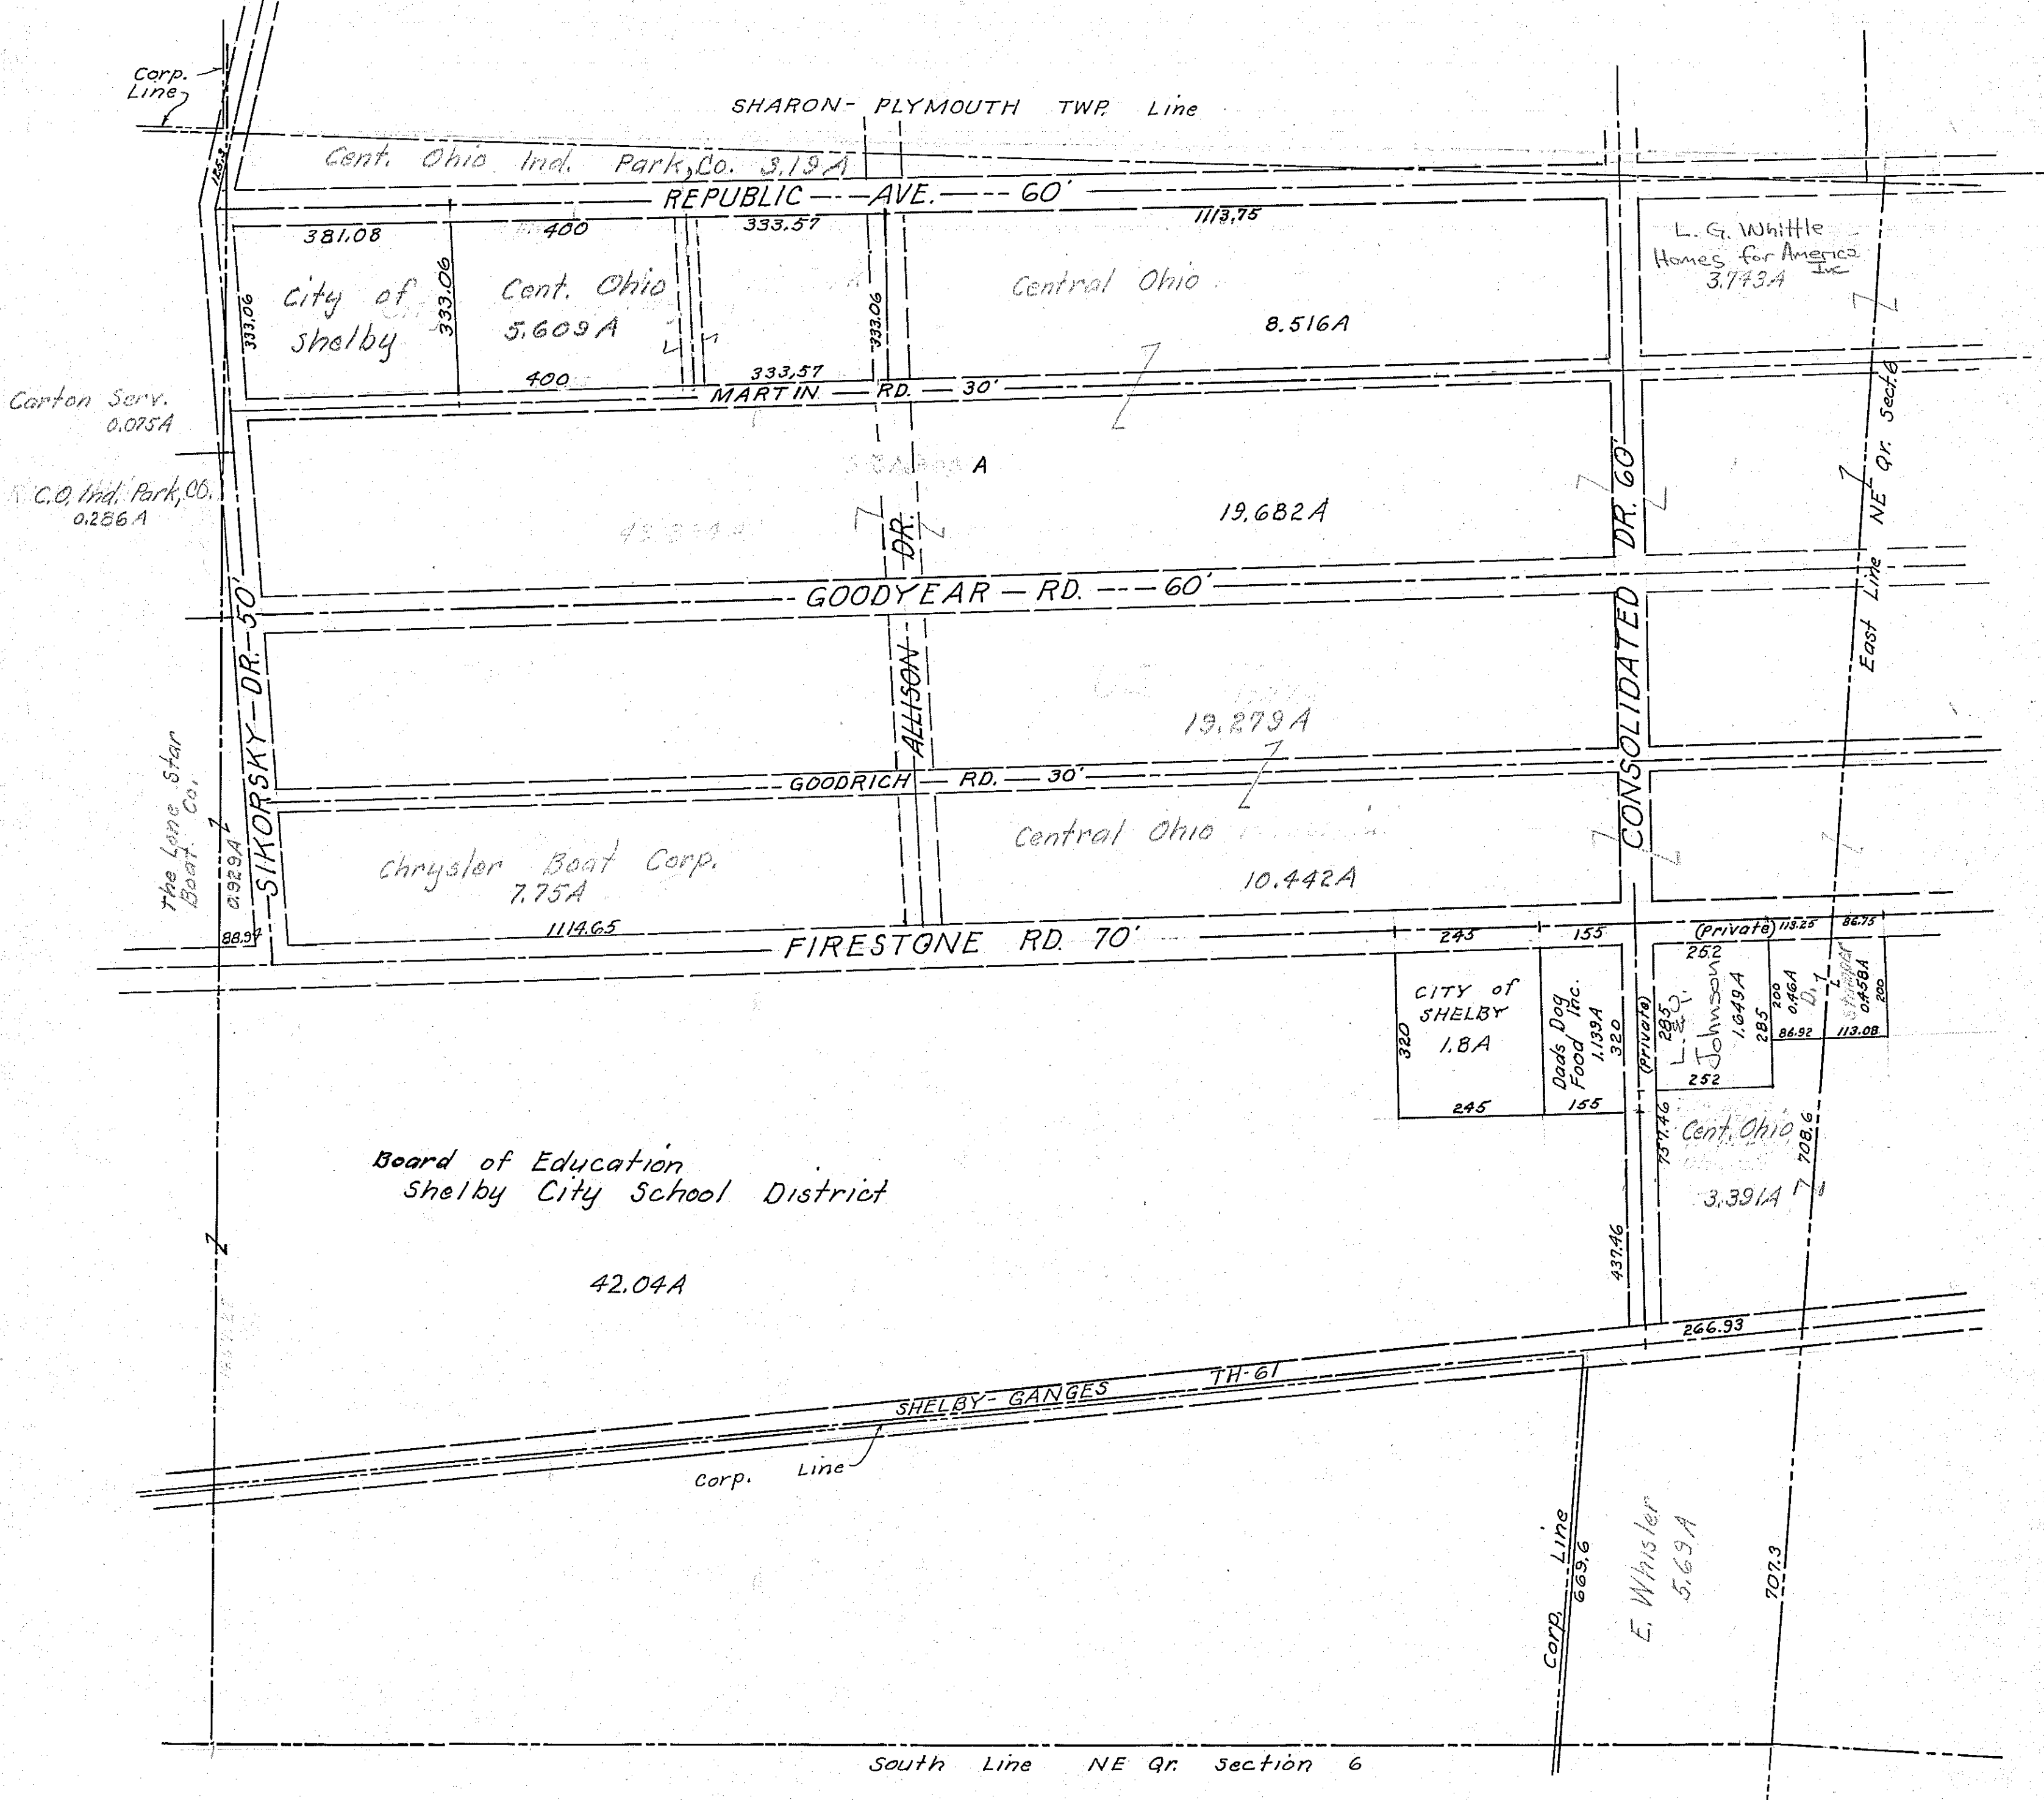 Corp.
Line
SHARON- PLYMOUTH TWP. Line
Cent. Ohio Ind. Park, Co. 3.19A
REPUBLIC AVE. 60'
381.08
400
333.57
1113.75
L. G. Whittle
Homes for America
Inc
3.743A
City of
Shelby
333.06
333.06
Cent. Ohio
5.609A
333.06
Central Ohio
8.516A
400
333.57
MARTIN RD. 30'
Carton Serv.
0.075A
C.O. Ind. Park, CO.
0.286A
A
19.682A
East Line NE Qr. Sect. 6
GOODYEAR RD. 60'
SIKORSKY DR. 50'
ALLISON DR.
CONSOLIDATED DR. 60'
19.279A
GOODRICH RD. 30'
The Lone Star
Boat Co.
0.929A
Chrysler Boat Corp.
7.75A
Central Ohio
10.442A
88.94
1114.65
FIRESTONE RD. 70'
245
155
(Private)
113.25
86.75
CITY of
SHELBY
1.8A
320
245
Dads Dog
Food Inc.
1.139A
320
155
(Private)
252
285
L. & G.
Johnson
1.649A
285
252
200
0.46A
D.
86.92
0.458A
200
113.08
757.46
Cent. Ohio
3.391A
708.6
437.46
Board of Education
Shelby City School District
42.04A
266.93
SHELBY- GANGES TH-61
Corp. Line
Corp. Line
669.6
E. Whisler
5.69A
707.3
South Line NE Qr. Section 6